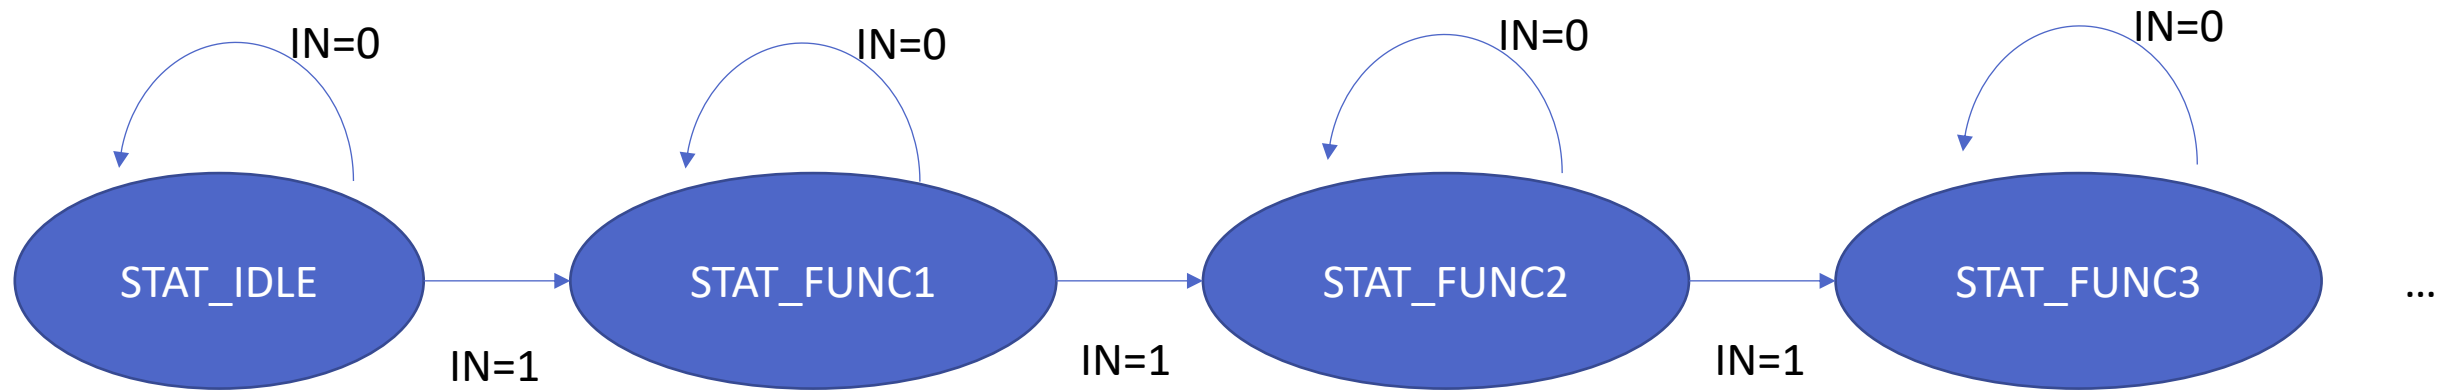 IN=0
IN=0
IN=0
IN=0
STAT_IDLE
STAT_FUNC1
STAT_FUNC2
STAT_FUNC3
...
IN=1
IN=1
IN=1